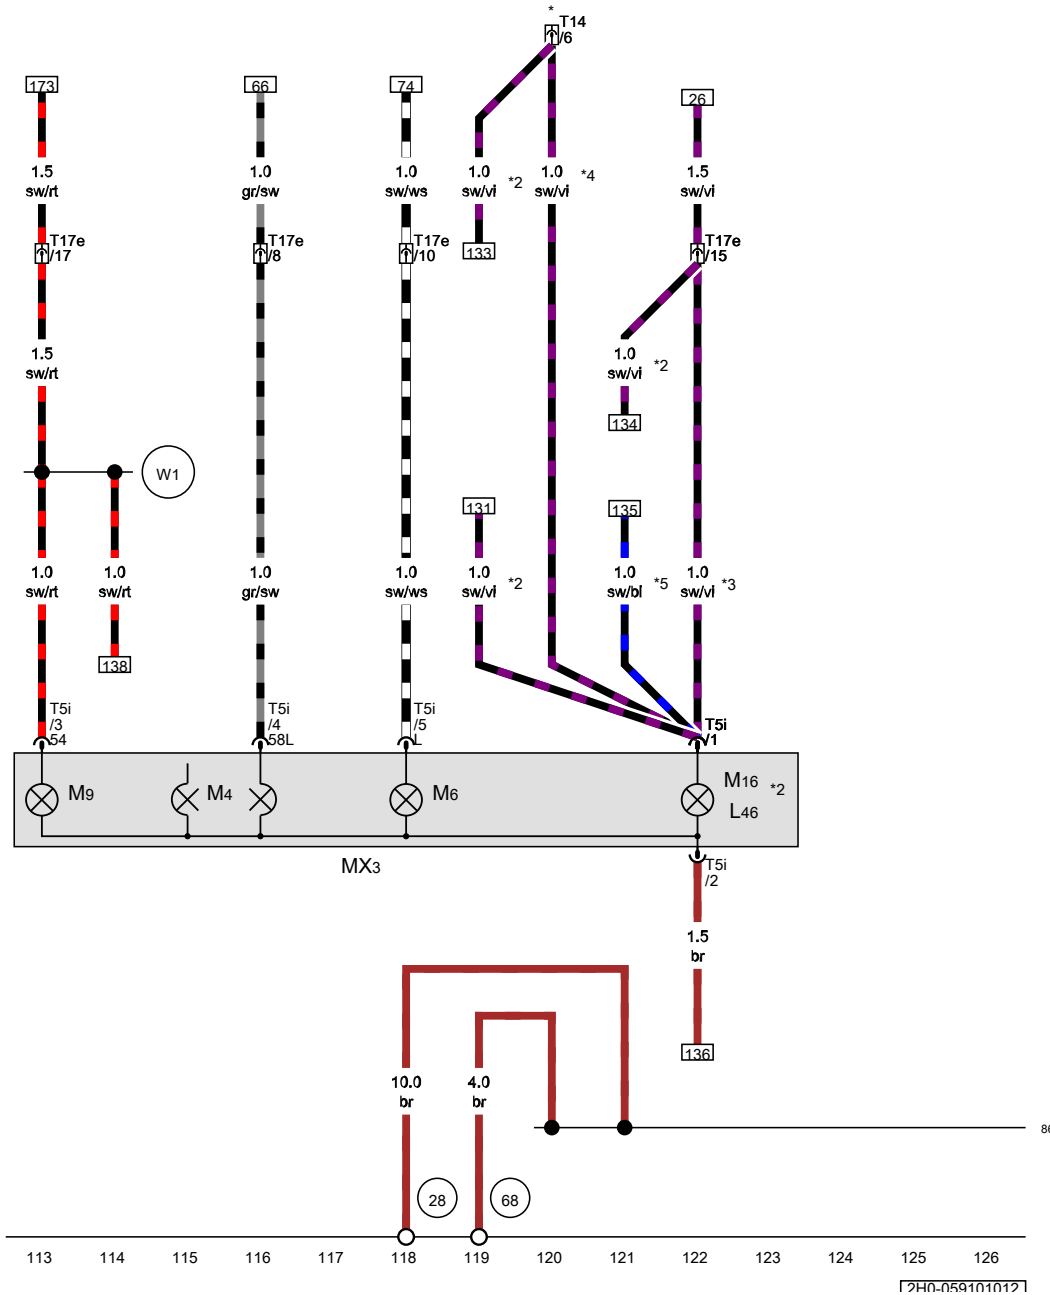 *
T14
/6
173
66
74
26
1.5
sw/rt
1.0
gr/sw
1.0
sw/ws
1.0
sw/vi
*2
1.0
sw/vi
*4
1.5
sw/vi
T17e
/17
T17e
/8
T17e
/10
133
T17e
/15
1.5
sw/rt
1.0
sw/vi
*2
134
W1
131
135
1.0
sw/rt
1.0
sw/rt
1.0
gr/sw
1.0
sw/ws
1.0
sw/vi
*2
1.0
sw/bl
*5
1.0
sw/vi
*3
138
T5i
/3
54
T5i
/4
58L
T5i
/5
L
T5i
/1
M9
M4
M6
M16
*2
L46
MX3
T5i
/2
1.5
br
136
10.0
br
4.0
br
86
28
68
113 114 115 116 117 118 119 120 121 122 123 124 125 126
2H0-059101012